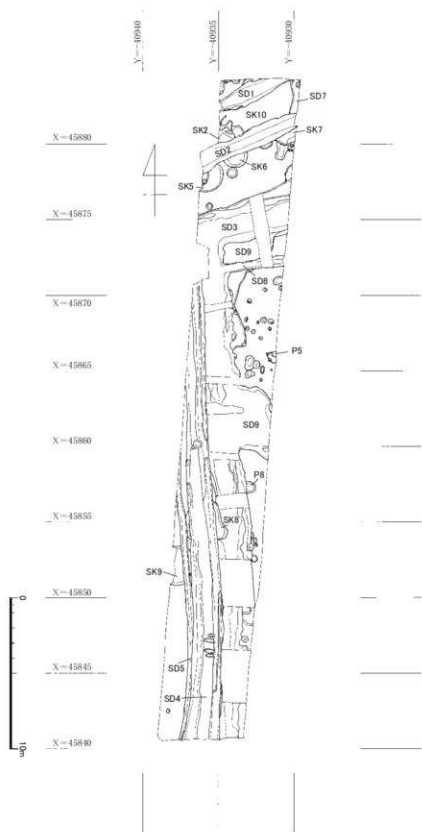 Y=-40940
Y=-40935
Y=-40930
SD1
SD7
SK10
SK2
SK7
X=45880
SD2
SK6
SK5
X=45875
SD3
SD9
SD8
X=45870
P5
X=45865
SD9
X=45860
P8
X=45855
SK8
SK9
X=45850
0
SD5
X=45845
SD4
X=45840
10m